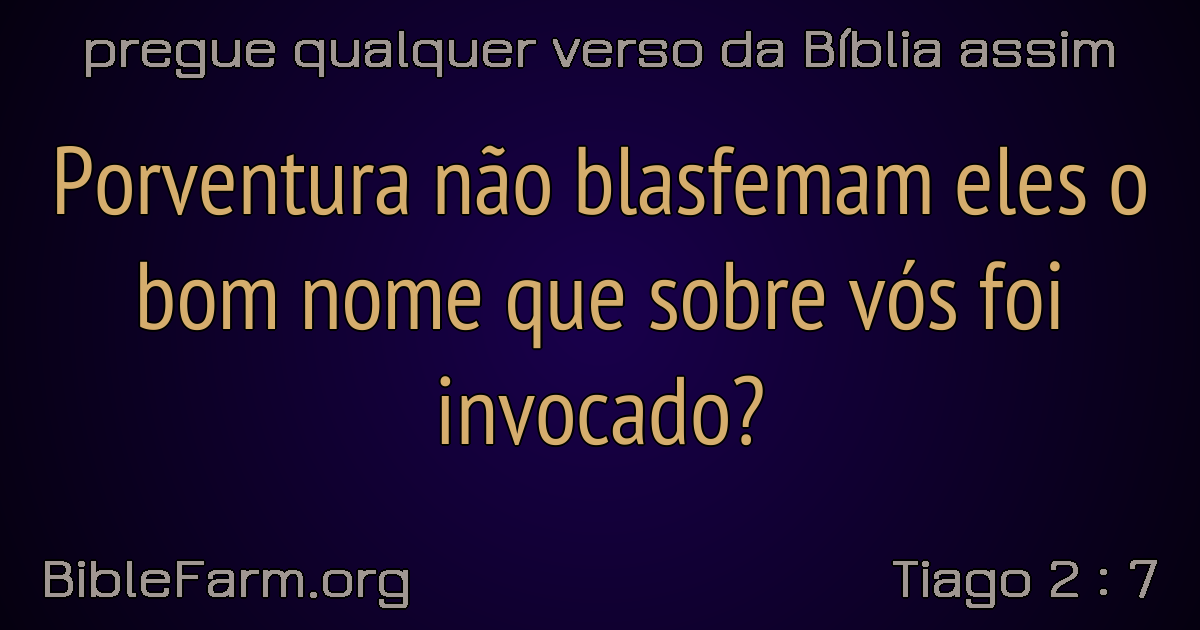 pregue qualquer verso da Bíblia assim
Porventura não blasfemam eles o
bom nome que sobre vós foi
invocado?
BibleFarm.org
Tiago 2 : 7